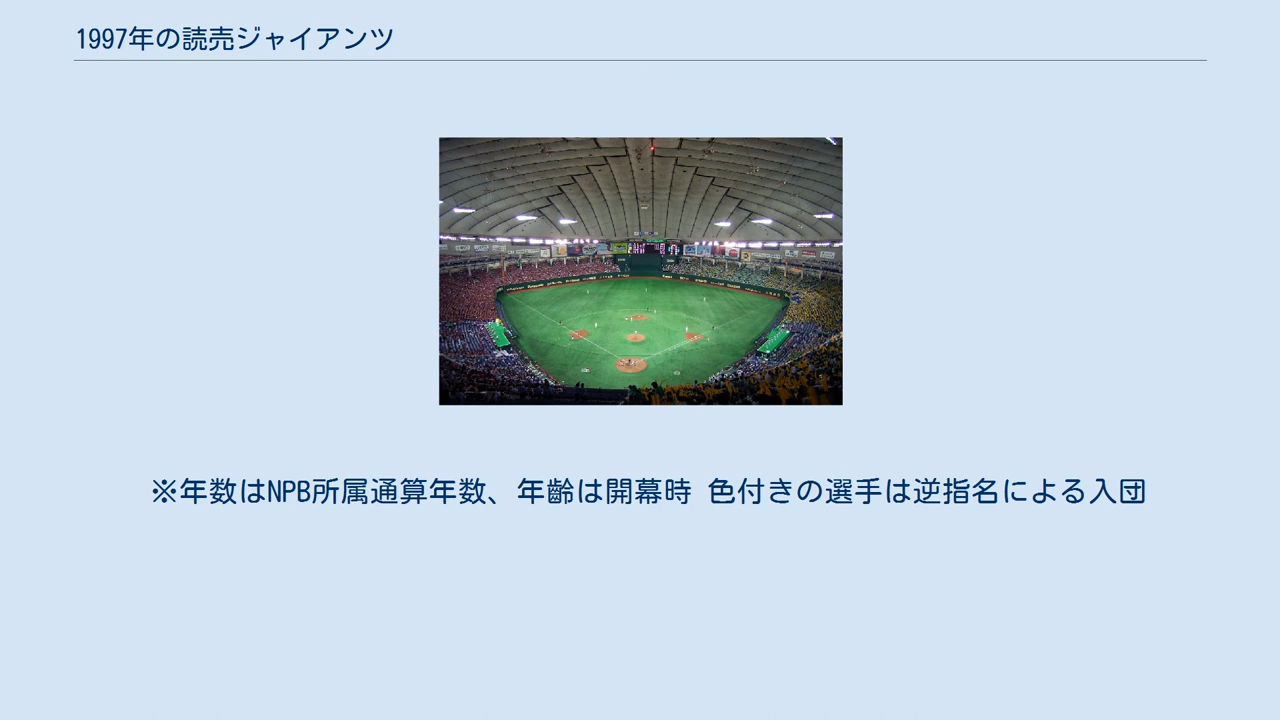 1997年の読売ジャイアンツ
※年数はNPB所属通算年数、年齢は開幕時 色付きの選手は逆指名による入団